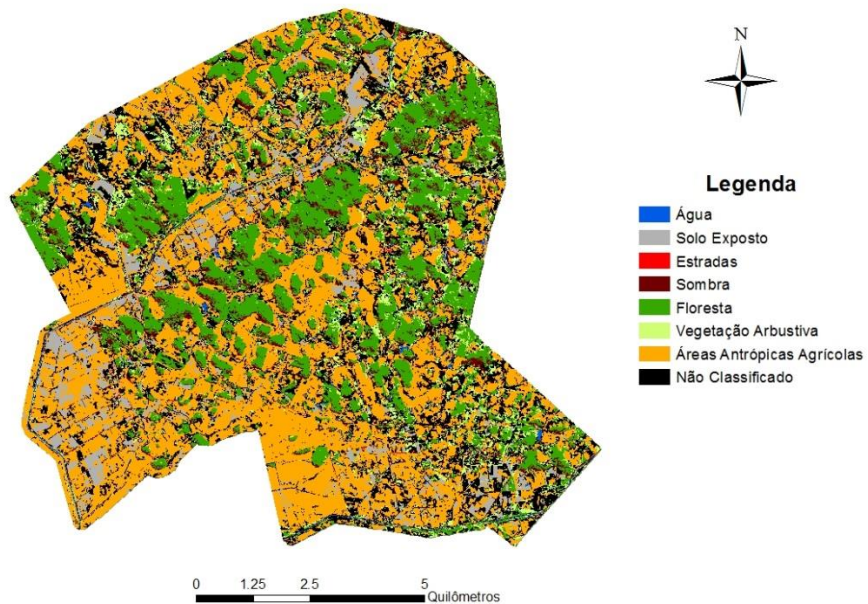 N
Legenda
Água
Solo Exposto
Estradas
Sombra
Floresta
Vegetação Arbustiva
Áreas Antrópicas Agrícolas
Não Classificado
0 1.25 2.5 5
Quilômetros